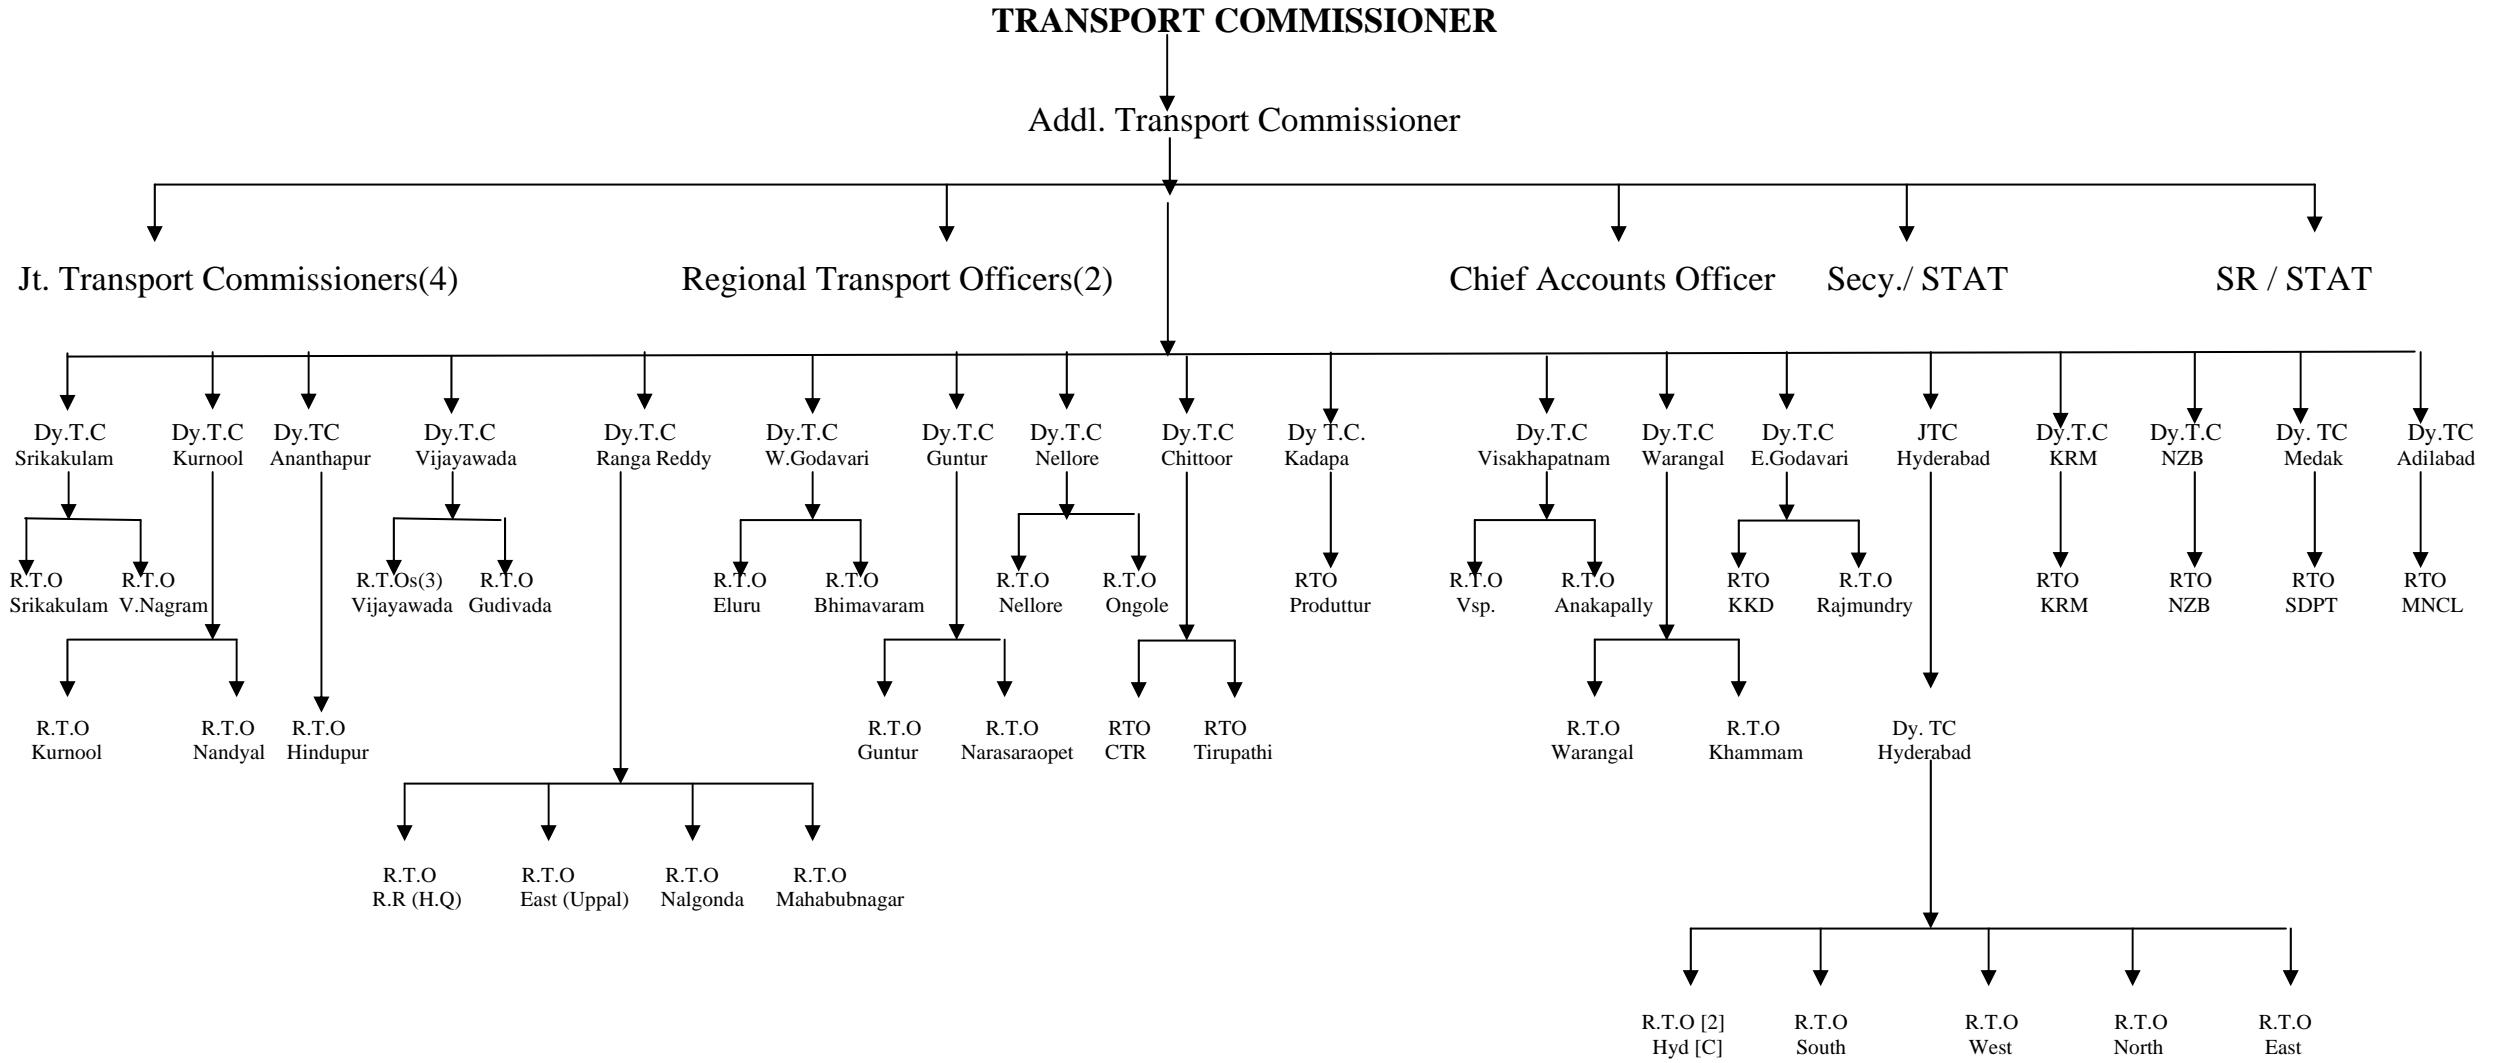 TRANSPORT COMMISSIONER
Addl. Transport Commissioner
Jt. Transport Commissioners(4) Regional Transport Officers(2) Chief Accounts Officer Secy./ STAT SR / STAT
Dy.T.C Dy.T.C Dy.TC Dy.T.C Dy.T.C Dy.T.C Dy.T.C Dy.T.C Dy.T.C Dy T.C. Dy.T.C Dy.T.C Dy.T.C JTC Dy.T.C Dy.T.C Dy. TC Dy.TC
Srikakulam Kurnool Ananthapur Vijayawada Ranga Reddy W.Godavari Guntur Nellore Chittoor Kadapa Visakhapatnam Warangal E.Godavari Hyderabad KRM NZB Medak Adilabad
R.T.O R.T.O R.T.Os(3) R.T.O R.T.O R.T.O R.T.O R.T.O RTO R.T.O R.T.O RTO R.T.O RTO RTO RTO RTO
Srikakulam V.Nagram Vijayawada Gudivada Eluru Bhimavaram Nellore Ongole Produttur Vsp. Anakapally KKD Rajmundry KRM NZB SDPT MNCL
R.T.O R.T.O R.T.O R.T.O R.T.O RTO RTO R.T.O R.T.O Dy. TC
Kurnool Nandyal Hindupur Guntur Narasaraopet CTR Tirupathi Warangal Khammam Hyderabad
R.T.O R.T.O R.T.O R.T.O
R.R (H.Q) East (Uppal) Nalgonda Mahabubnagar
R.T.O [2] R.T.O R.T.O R.T.O R.T.O
Hyd [C] South West North East